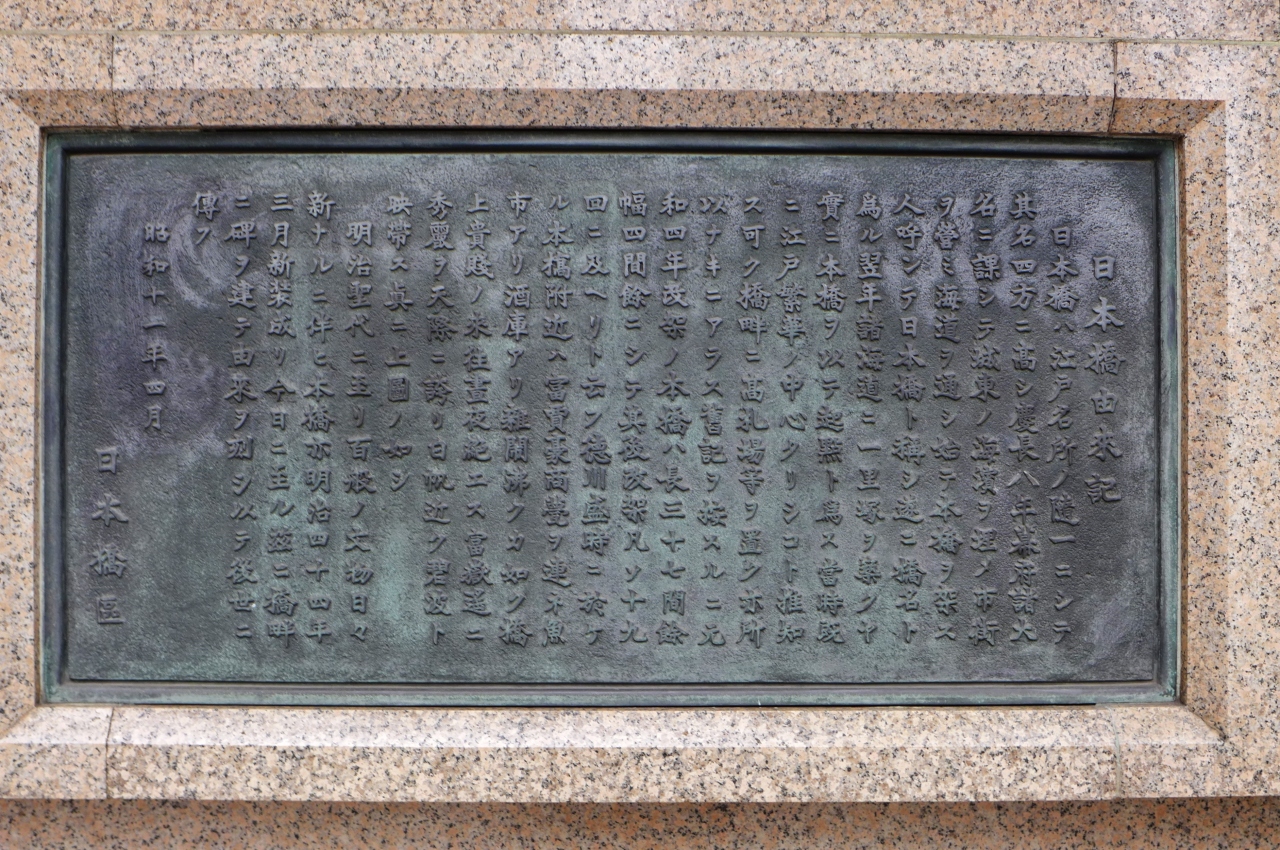 日本橋由來記
日本橋ハ江戸名所ノ隨一ニシテ
其名四方ニ高シ慶長八年幕府諸大
名ニ課シテ城東ノ海濱ヲ埋メ市街
ヲ營ミ海道ヲ通シ始テ本橋ヲ架ス
人呼ンデ日本橋ト稱シ遂ニ橋名ト
爲ル翌年諸海道ニ一里塚ヲ築クヤ
實ニ本橋ヲ以テ起點ト爲ス當時既
ニ江戸繁華ノ中心タリシコト推知
ス可ク橋畔ニ高札場等ヲ置ク亦所
以ナキニアラス舊記ヲ按スルニ元
和四年改架ノ本橋ハ長三十七間餘
幅四間餘ニシテ其後改架凡ソ十九
回ニ及ヘリト云フ徳川盛時ニ於ケ
ル本橋附近ハ富賈豪商甍ヲ連ネ魚
市アリ酒庫アリ雜閙沸クカ如ク橋
上貴賤ノ來往晝夜絶エス富嶽遙ニ
秀麗ヲ天際ニ誇リ日帆近ク碧波ト
映帶ス眞ニ上圖ノ如シ
明治聖代ニ至リ百般ノ文物日々
新ナルニ伴ヒ本橋亦明治四十四年
三月新装成リ今日ニ至ル茲ニ橋畔
ニ碑ヲ建テ由來ヲ刻シ以テ後世ニ
傳フ
昭和十一年四月
日本橋區